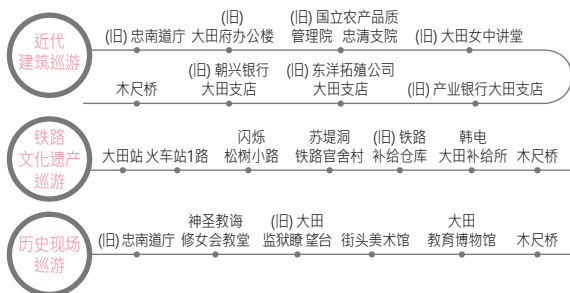 近代
建筑巡游
(旧) 忠南道厅
(旧)
大田府办公楼
(旧) 国立农产品质
管理院 忠清支院
(旧) 大田女中讲堂
木尺桥
(旧) 朝兴银行
大田支店
(旧) 东洋拓殖公司
大田支店
(旧) 产业银行大田支店
铁路
文化遗产
巡游
大田站
火车站1路
闪烁
松树小路
苏堤洞
铁路官舍村
(旧) 铁路
补给仓库
韩电
大田补给所
木尺桥
历史现场
巡游
(旧) 忠南道厅
神圣教诲
修女会教堂
(旧) 大田
监狱瞭 望台
街头美术馆
大田
教育博物馆
木尺桥